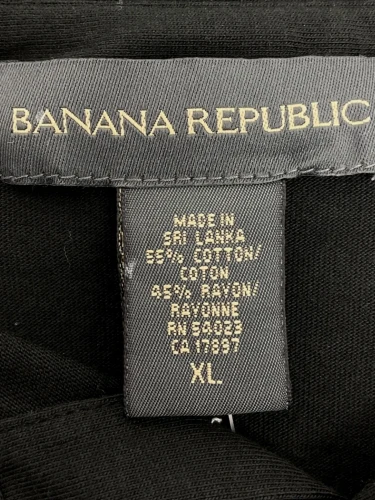 BANANA REPUBLIC
MADE IN
SRI LANKA
55% COTTON/
COTON
45% RAYON/
RAYONNE
RN 54023
CA 17897
XL